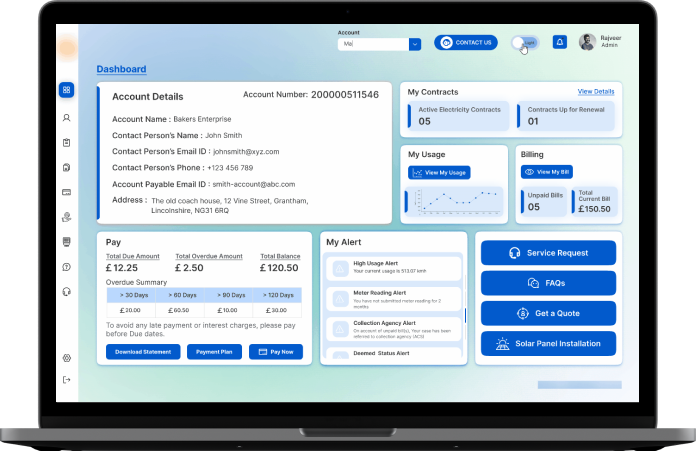 Account
Ma
CONTACT US
Light
Rajveer
Admin
Dashboard
Account Details
Account Number: 200000511546
Account Name : Bakers Enterprise
Contact Person's Name : John Smith
Contact Person's Email ID : johnsmith@xyz.com
Contact Person's Phone : +123 456 789
Account Payable Email ID : smith-account@abc.com
Address : The old coach house, 12 Vine Street, Grantham,
Lincolnshire, NG31 6RQ
My Contracts
View Details
Active Electricity Contracts
05
Contracts Up for Renewal
01
My Usage
View My Usage
Billing
View My Bill
Unpaid Bills
05
Total
Current Bill
£150.50
Pay
Total Due Amount
£12.25
Total Overdue Amount
£2.50
Total Balance
£120.50
Overdue Summary
> 30 Days > 60 Days > 90 Days > 120 Days
£20.00 £60.50 £10.00 £30.00
To avoid any late payment or interest charges, please pay
before Due dates.
Download Statement
Payment Plan
Pay Now
My Alert
High Usage Alert
Your current usage is 513.07 kmh
Meter Reading Alert
You have not submitted meter reading for 2
months
Collection Agency Alert
On account of unpaid bill(s), Your case has been
referred to collection agency (ACG)
Deemed Status Alert
Service Request
FAQs
Get a Quote
Solar Panel Installation